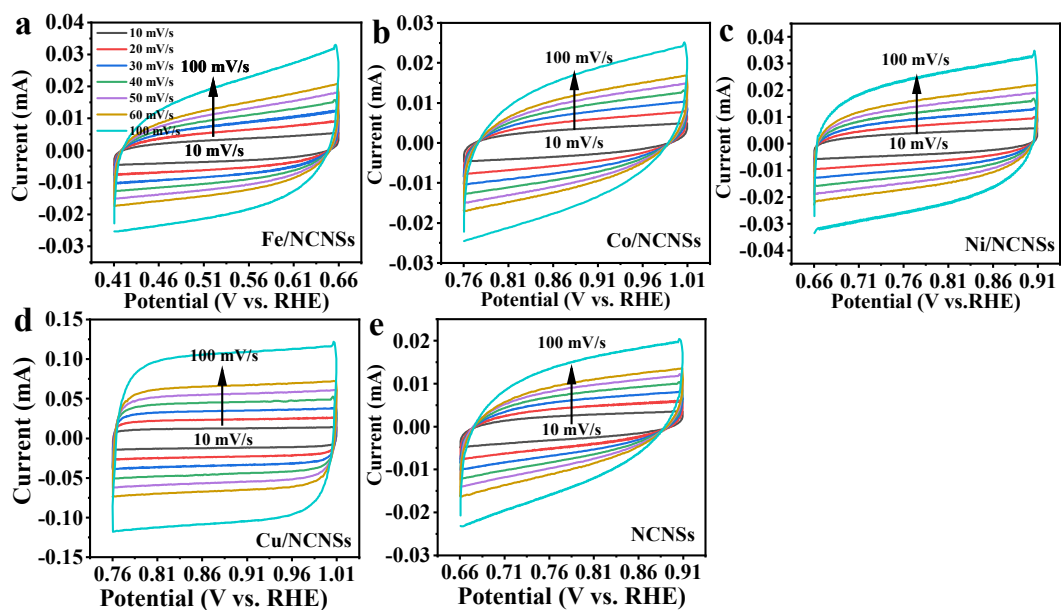 a
0.04
0.03
0.02
0.01
0.00
-0.01
-0.02
-0.03
Current (mA)
10 mV/s
20 mV/s
30 mV/s
40 mV/s
50 mV/s
60 mV/s
100 mV/s
100 mV/s
10 mV/s
Fe/NCNSs
0.41 0.46 0.51 0.56 0.61 0.66
Potential (V vs. RHE)
b
0.03
0.02
0.01
0.00
-0.01
-0.02
-0.03
Current (mA)
100 mV/s
10 mV/s
Co/NCNSs
0.76 0.81 0.86 0.91 0.96 1.01
Potential (V vs. RHE)
c
0.04
0.03
0.02
0.01
0.00
-0.01
-0.02
-0.03
-0.04
Current (mA)
100 mV/s
10 mV/s
Ni/NCNSs
0.66 0.71 0.76 0.81 0.86 0.91
Potential (V vs.RHE)
d
0.15
0.10
0.05
0.00
-0.05
-0.10
-0.15
Current (mA)
100 mV/s
10 mV/s
Cu/NCNSs
0.76 0.81 0.86 0.91 0.96 1.01
Potential (V vs. RHE)
e
0.02
0.01
0.00
-0.01
-0.02
-0.03
Current (mA)
100 mV/s
10 mV/s
NCNSs
0.66 0.71 0.76 0.81 0.86 0.91
Potential (V vs. RHE)